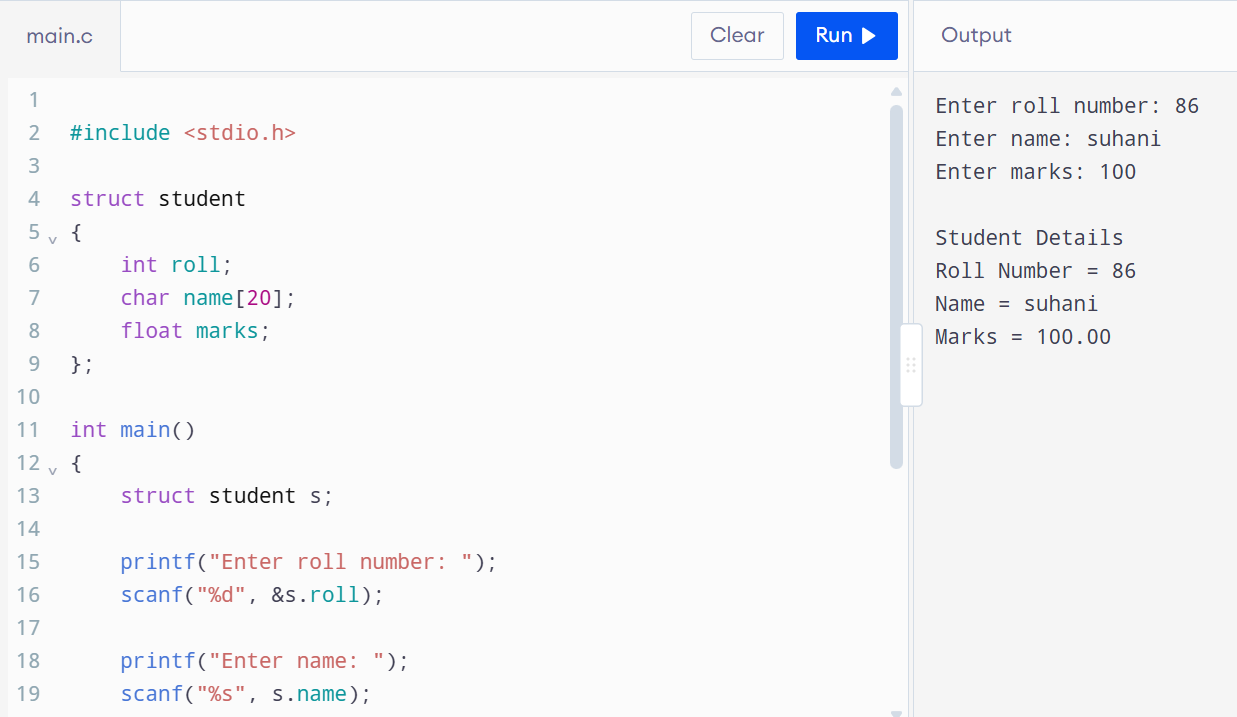 main.c
Clear
Run
Output
1
2 #include <stdio.h>
3
4 struct student
5 {
6 int roll;
7 char name[20];
8 float marks;
9 };
10
11 int main()
12 {
13 struct student s;
14
15 printf("Enter roll number: ");
16 scanf("%d", &s.roll);
17
18 printf("Enter name: ");
19 scanf("%s", s.name);
Enter roll number: 86
Enter name: suhani
Enter marks: 100
Student Details
Roll Number = 86
Name = suhani
Marks = 100.00